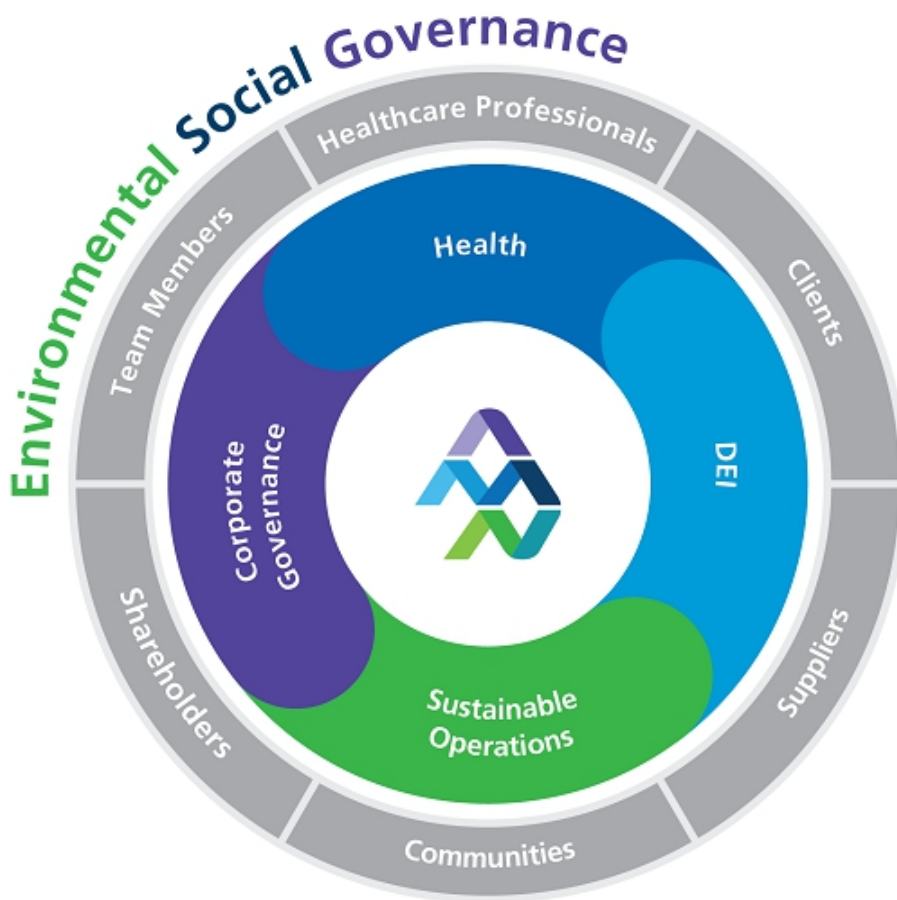 Environmental Social Governance
Healthcare Professionals
Clients
Suppliers
Communities
Shareholders
Team Members
Health
DEI
Sustainable
Operations
Corporate
Governance